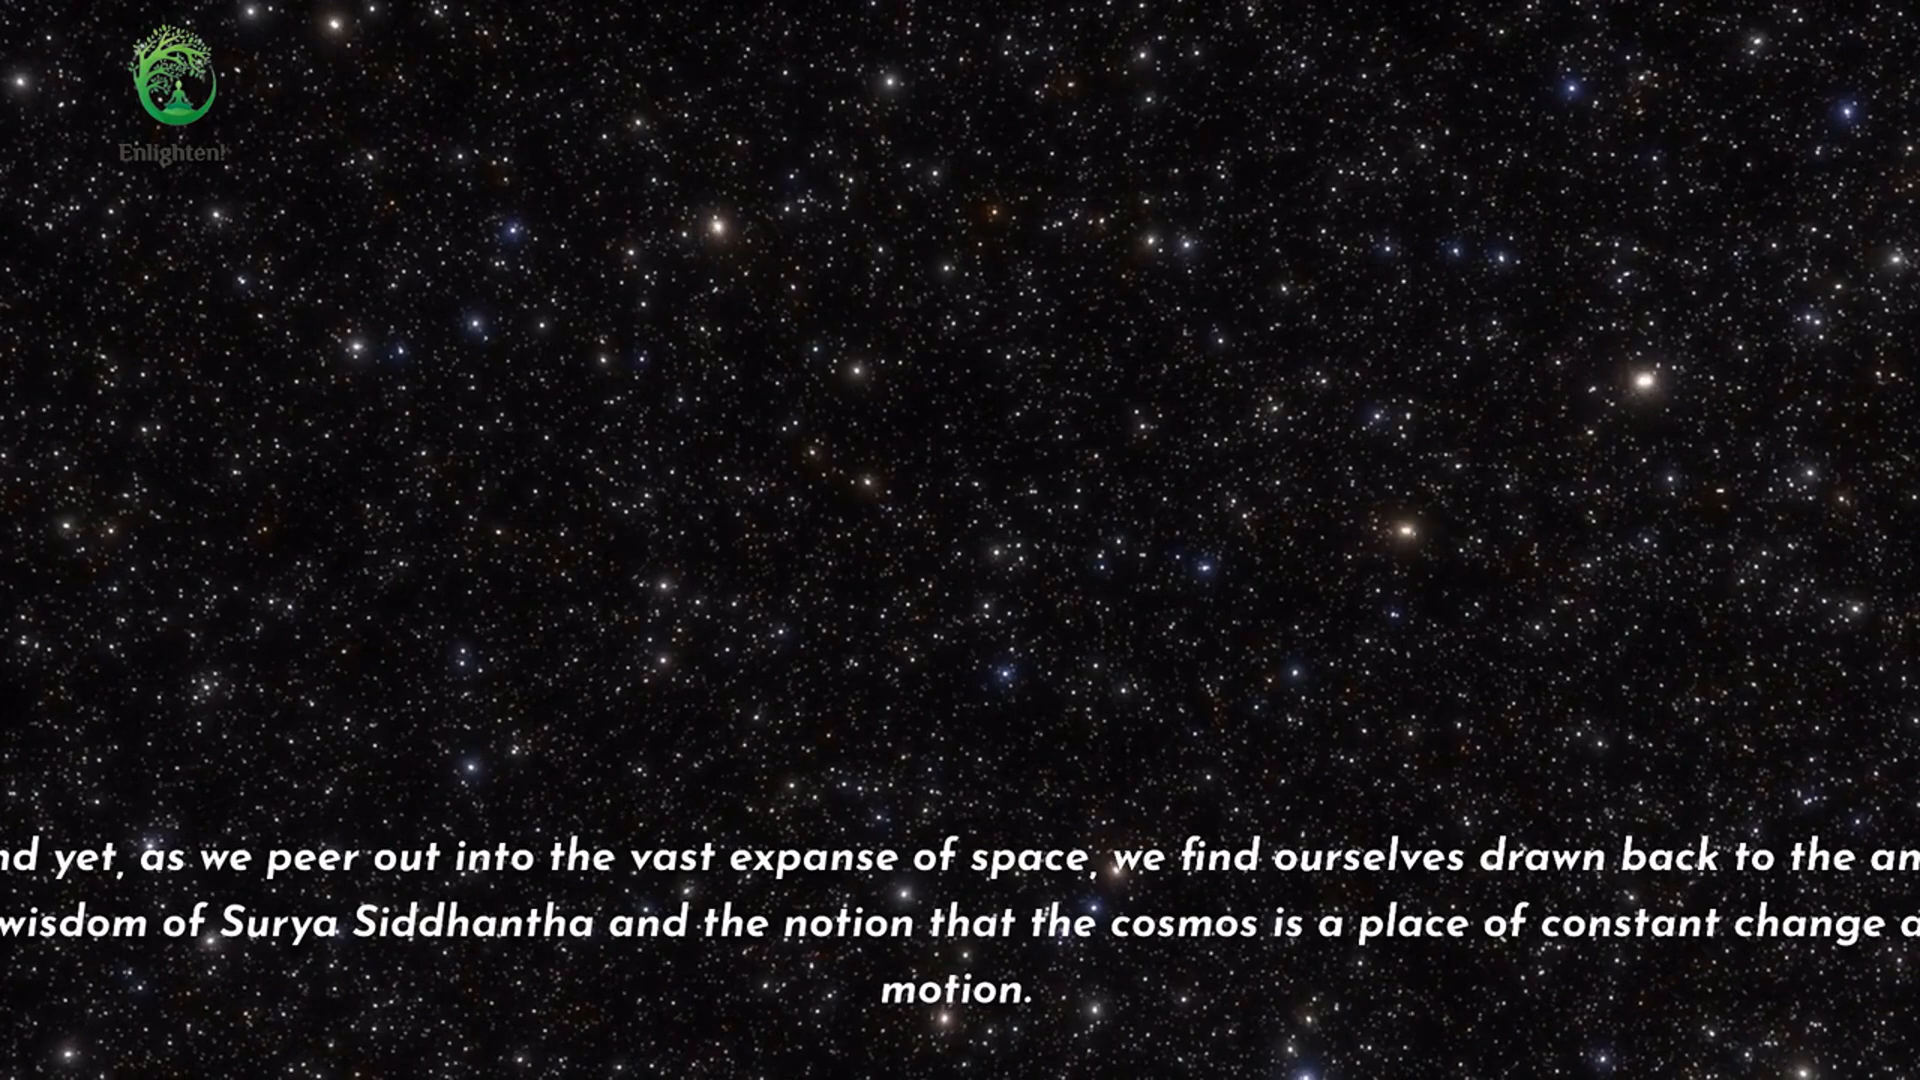 Enlighten!
nd yet, as we peer out into the vast expanse of space, we find ourselves drawn back to the an
wisdom of Surya Siddhantha and the notion that the cosmos is a place of constant change a
motion.